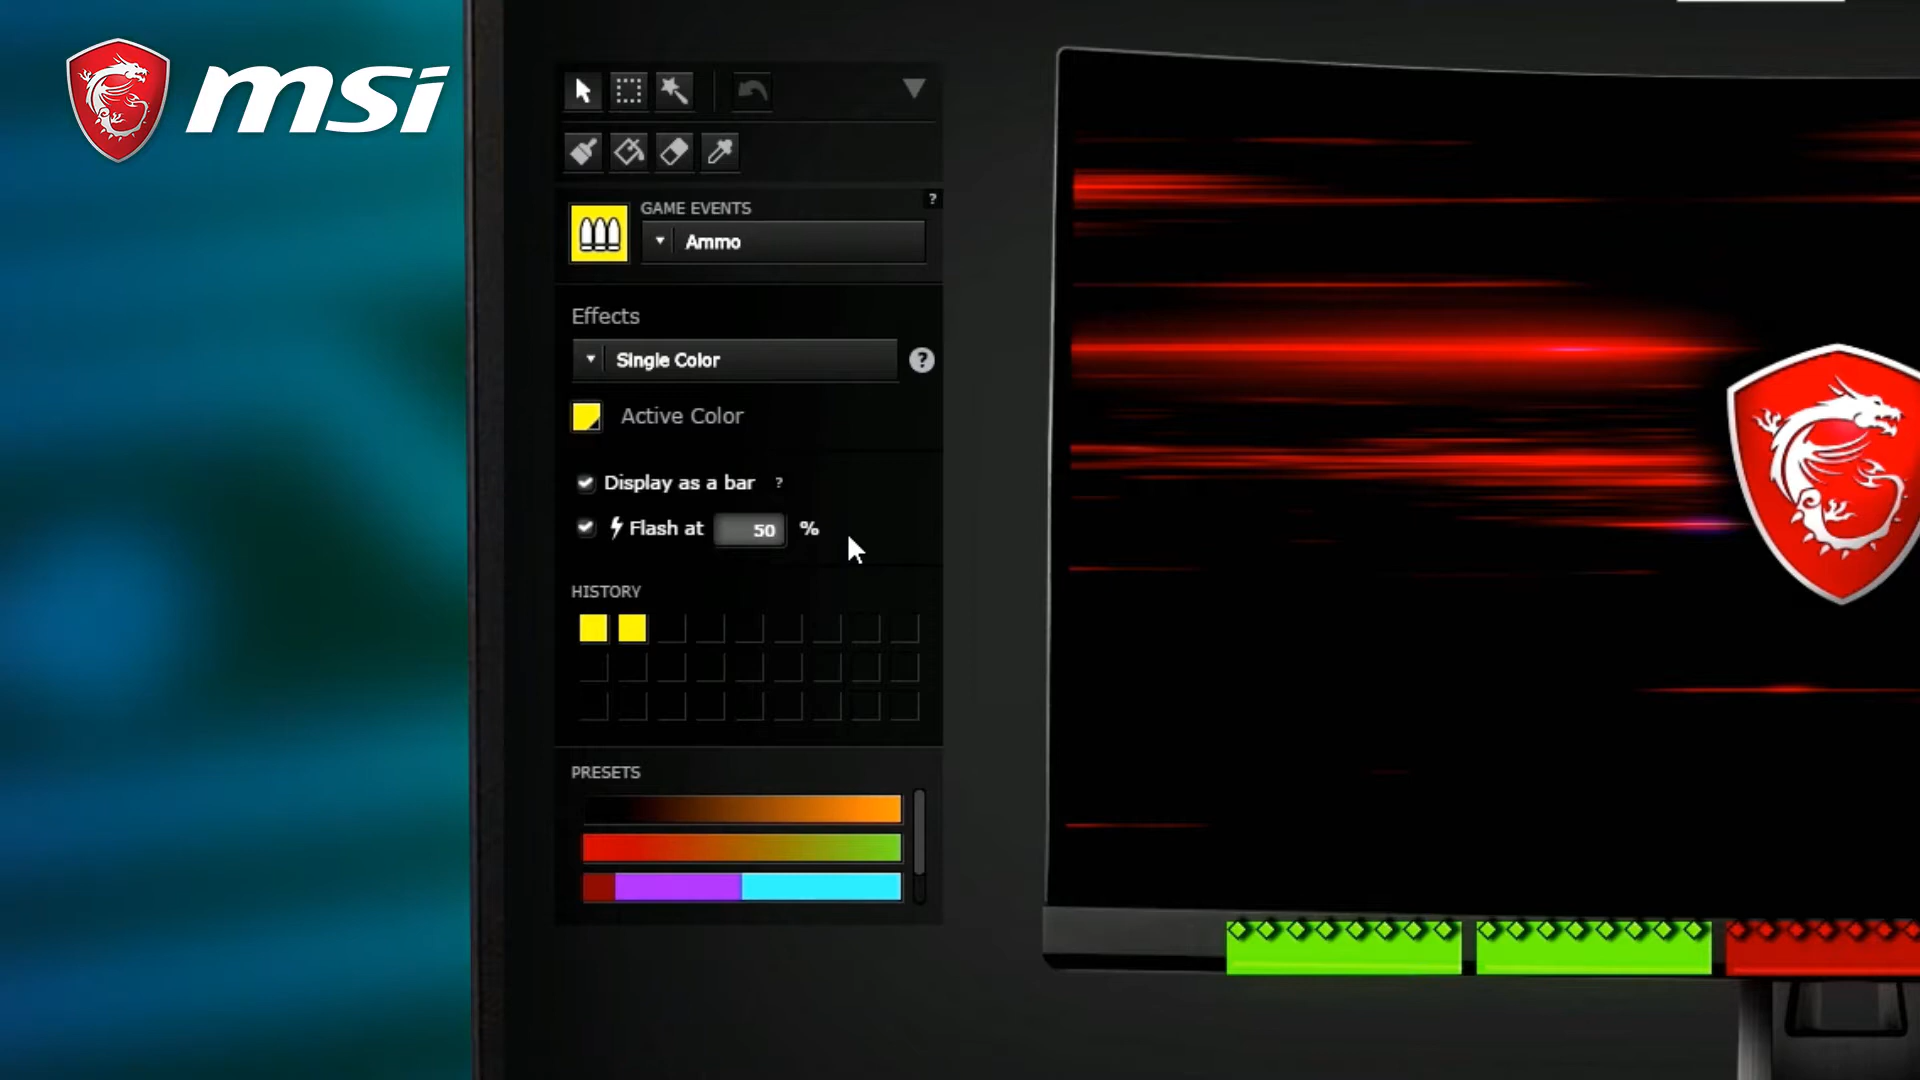 msi
?
GAME EVENTS
Ammo
Effects
Single Color
?
Active Color
Display as a bar ?
Flash at 50 %
HISTORY
PRESETS